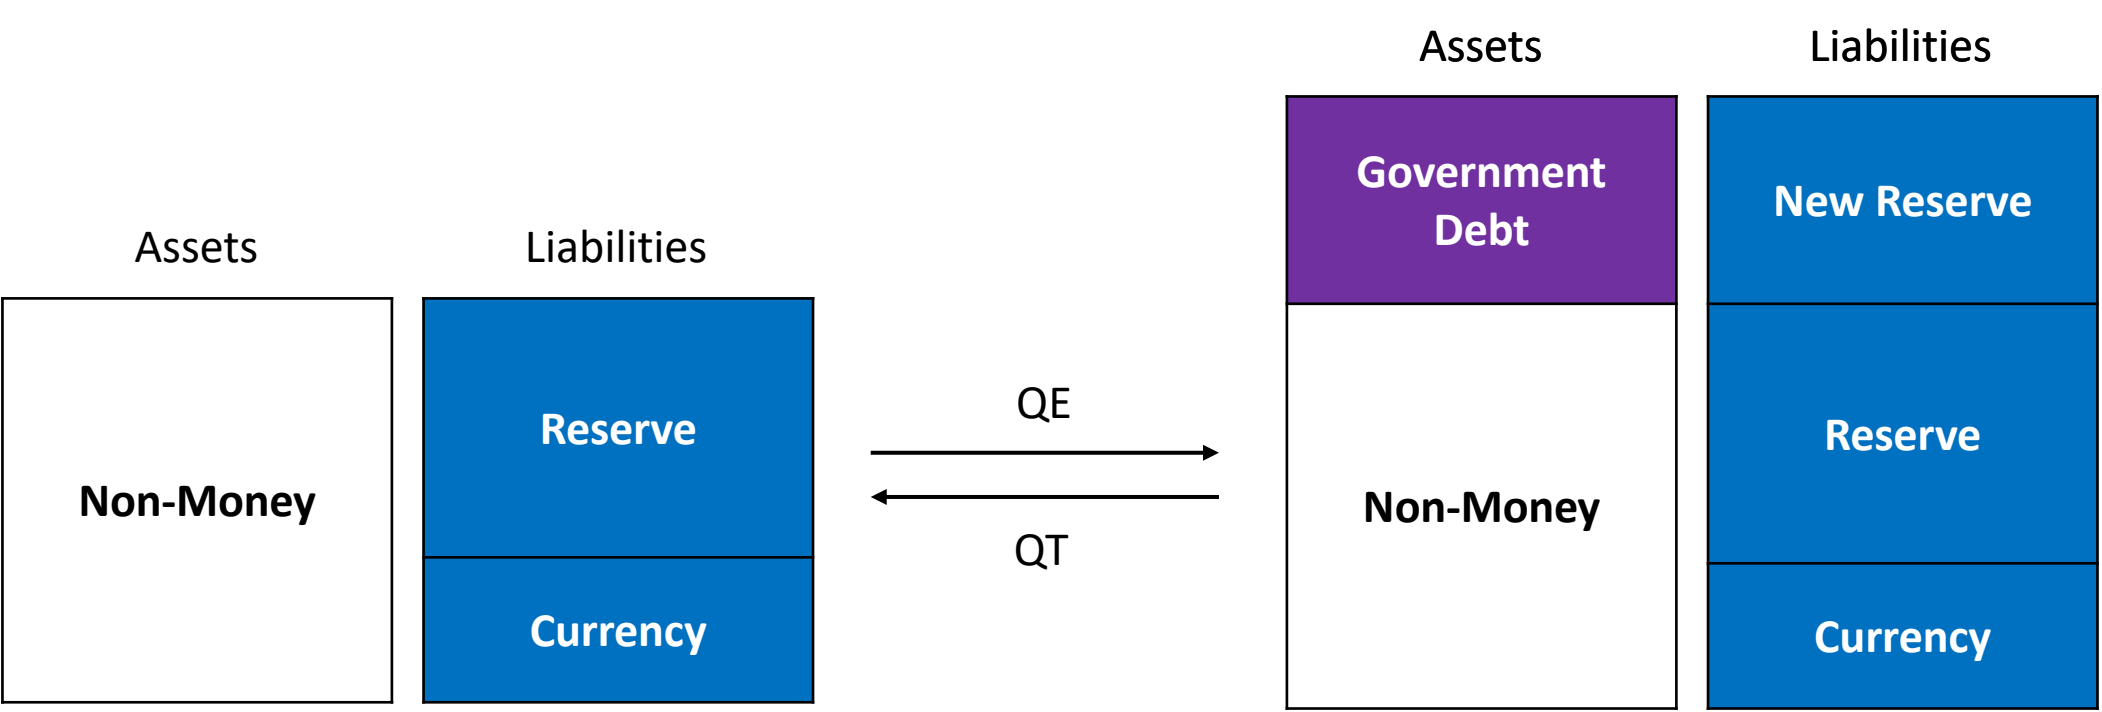 Assets
Liabilities
Non-Money
Reserve
Currency
QE
QT
Assets
Liabilities
Government
Debt
Non-Money
New Reserve
Reserve
Currency